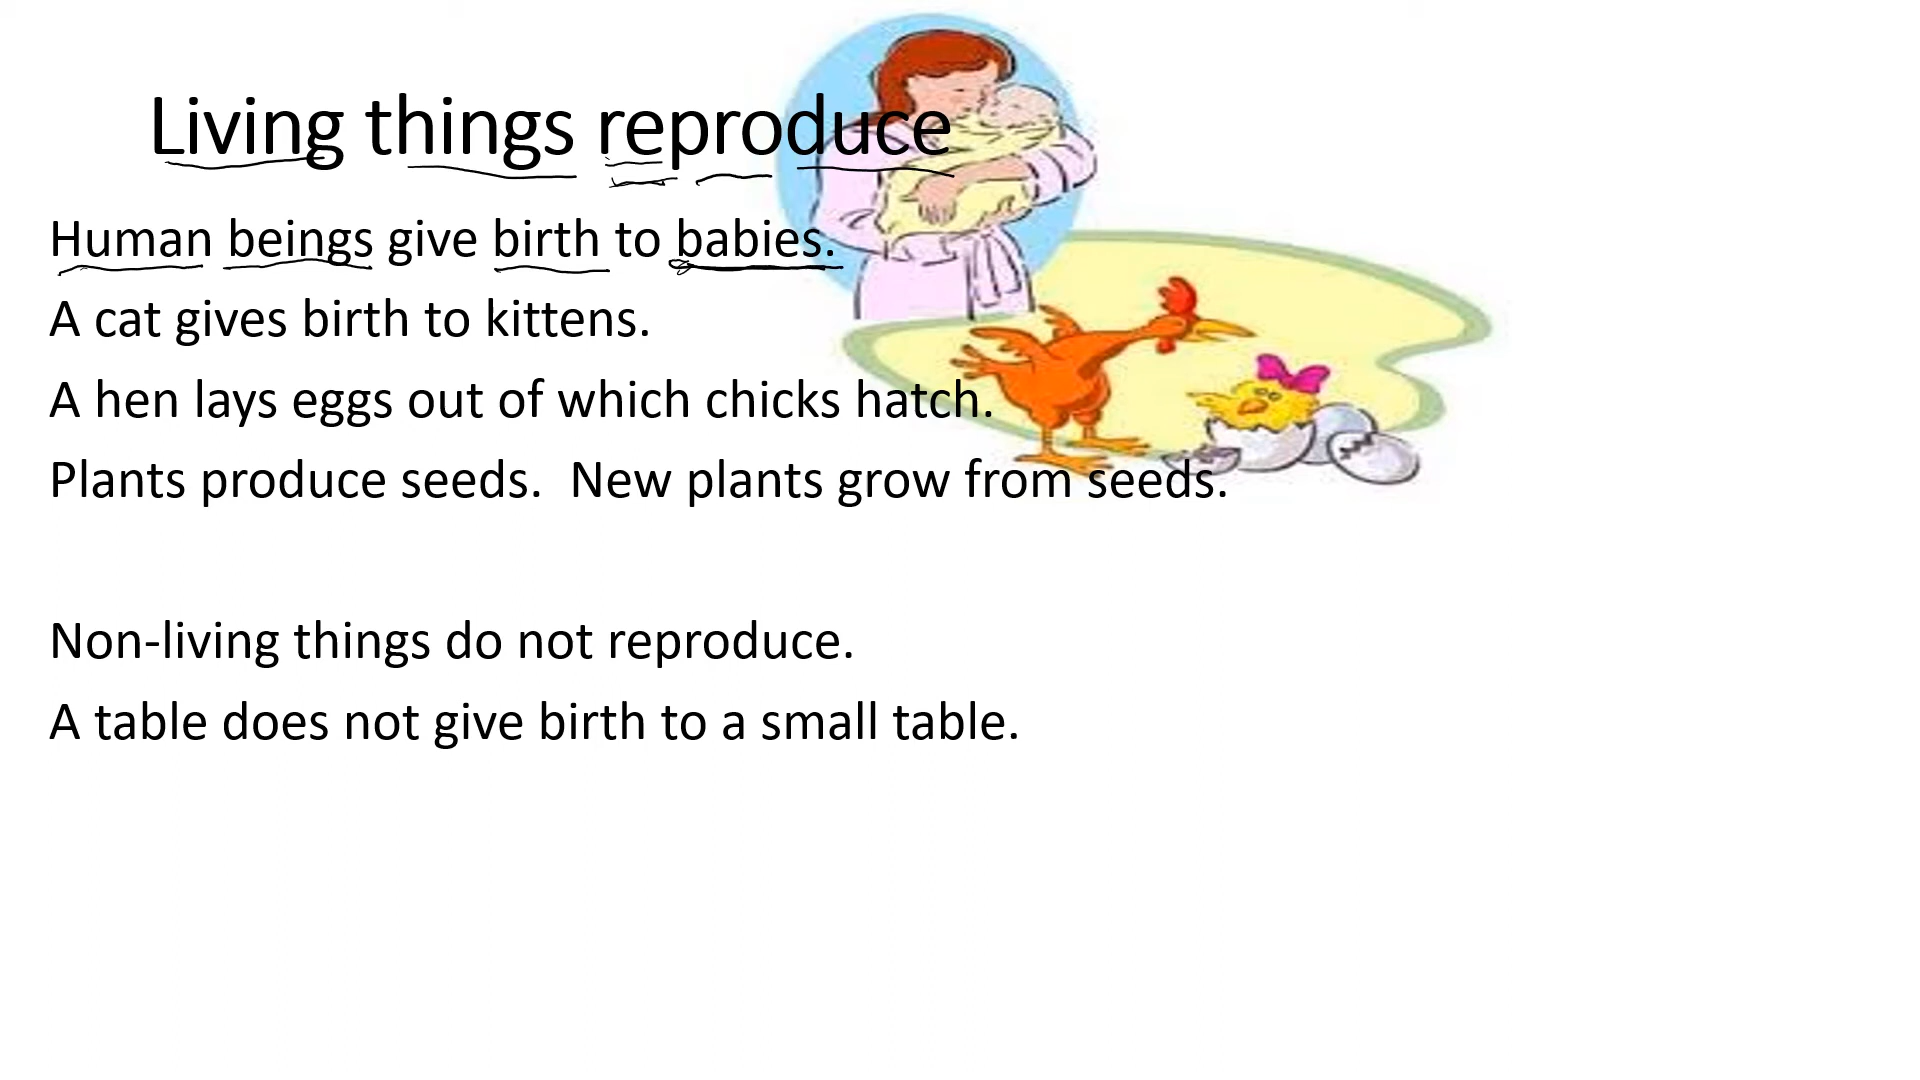 Living things reproduce
Human beings give birth to babies.
A cat gives birth to kittens.
A hen lays eggs out of which chicks hatch.
Plants produce seeds.  New plants grow from seeds.
Non-living things do not reproduce.
A table does not give birth to a small table.